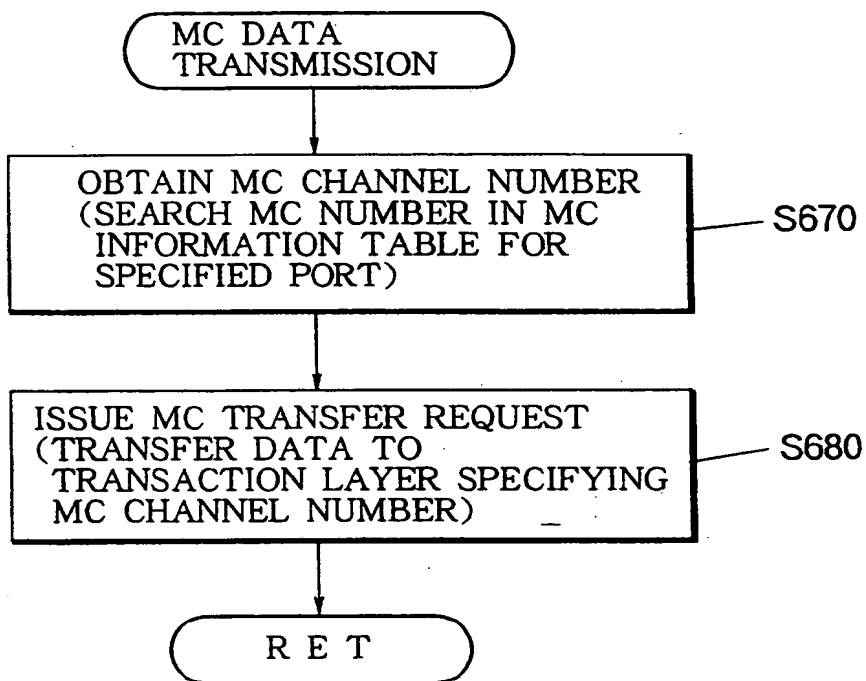 MC DATA
TRANSMISSION
OBTAIN MC CHANNEL NUMBER
(SEARCH MC NUMBER IN MC
INFORMATION TABLE FOR
SPECIFIED PORT)
S670
ISSUE MC TRANSFER REQUEST
(TRANSFER DATA TO
TRANSACTION LAYER SPECIFYING
MC CHANNEL NUMBER)
S680
R E T